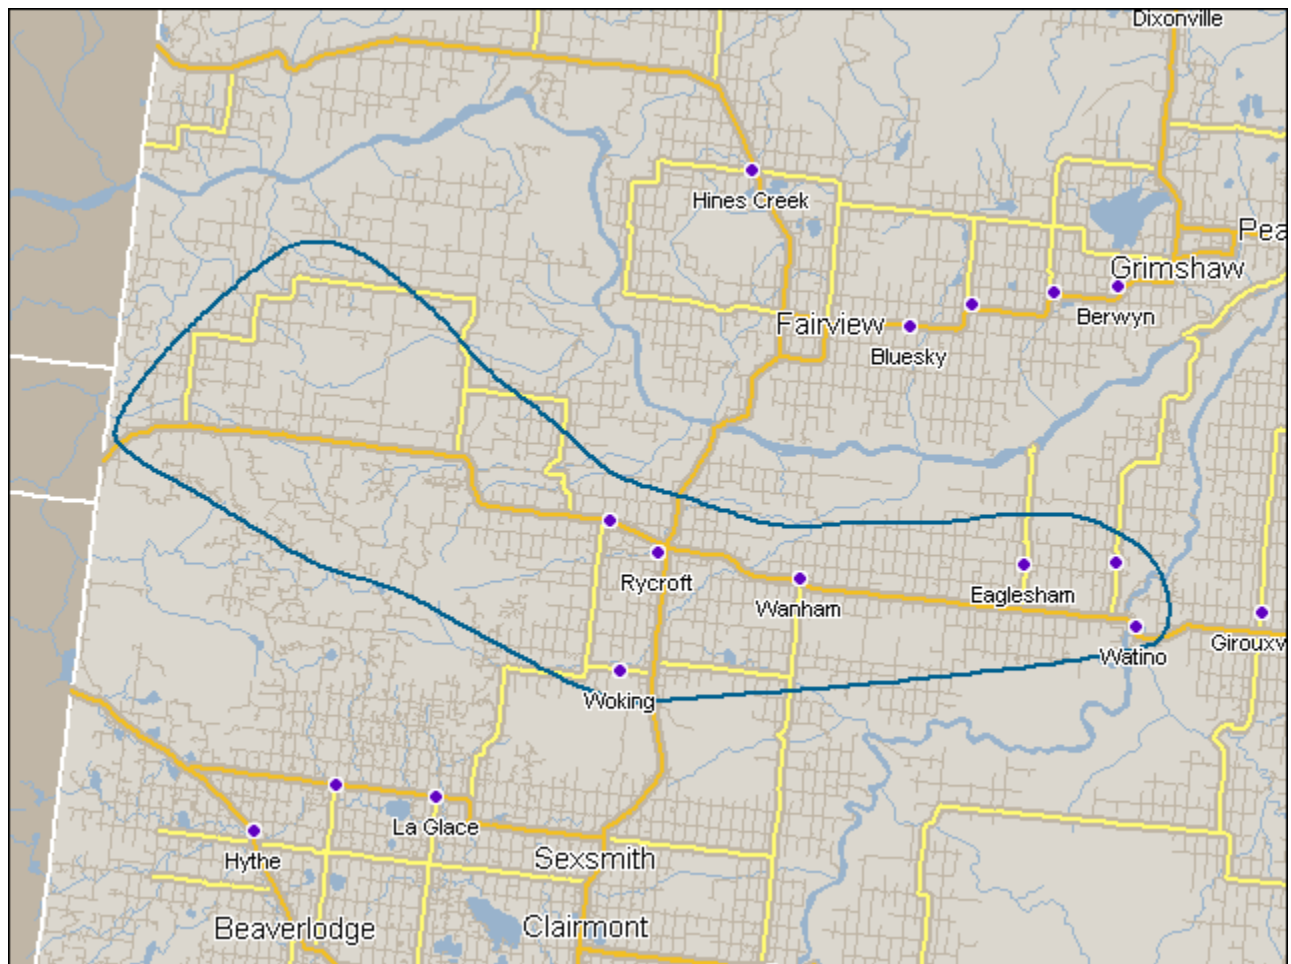 Dixonville
Hines Creek
Pea
Grimshaw
Berwyn
Fairview
Bluesky
Rycroft
Wanham
Eaglesham
Girouxv
Watino
Woking
La Glace
Hythe
Sexsmith
Beaverlodge
Clairmont